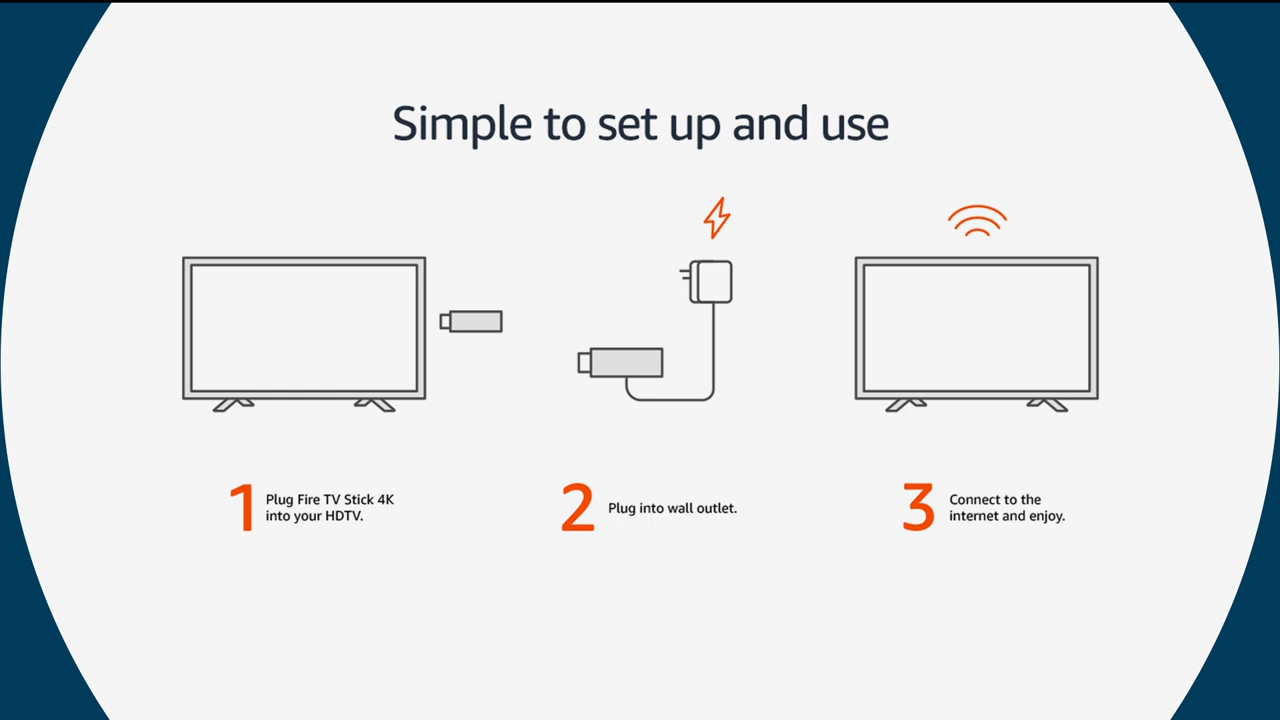 Simple to set up and use
1 Plug Fire TV Stick 4K
into your HDTV.
2 Plug into wall outlet.
3 Connect to the
internet and enjoy.